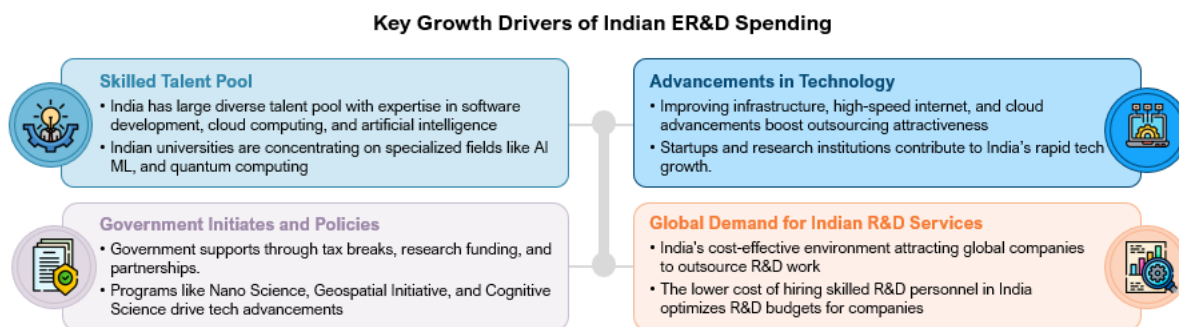 Key Growth Drivers of Indian ER&D Spending
Skilled Talent Pool
• India has large diverse talent pool with expertise in software
development, cloud computing, and artificial intelligence
• Indian universities are concentrating on specialized fields like AI
ML, and quantum computing
Advancements in Technology
• Improving infrastructure, high-speed internet, and cloud
advancements boost outsourcing attractiveness
• Startups and research institutions contribute to India's rapid tech
growth.
Government Initiates and Policies
• Government supports through tax breaks, research funding, and
partnerships.
• Programs like Nano Science, Geospatial Initiative, and Cognitive
Science drive tech advancements
Global Demand for Indian R&D Services
• India's cost-effective environment attracting global companies
to outsource R&D work
• The lower cost of hiring skilled R&D personnel in India
optimizes R&D budgets for companies